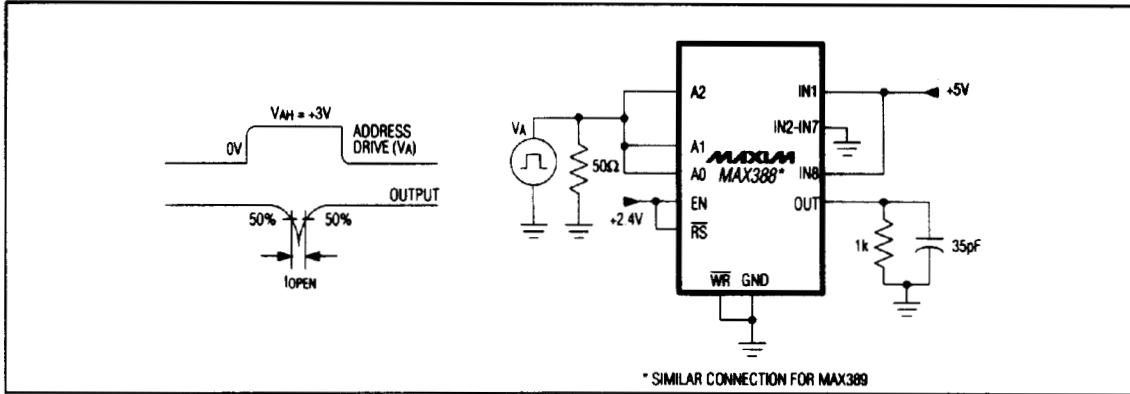 VAH = +3V
0V
ADDRESS
DRIVE (VA)
OUTPUT
50%
50%
tOPEN
VA
50Ω
+2.4V
A2
A1
A0
EN
RS
WR GND
MAXIM
MAX388*
IN1
IN2-IN7
IN8
OUT
+5V
1k
35pF
* SIMILAR CONNECTION FOR MAX389